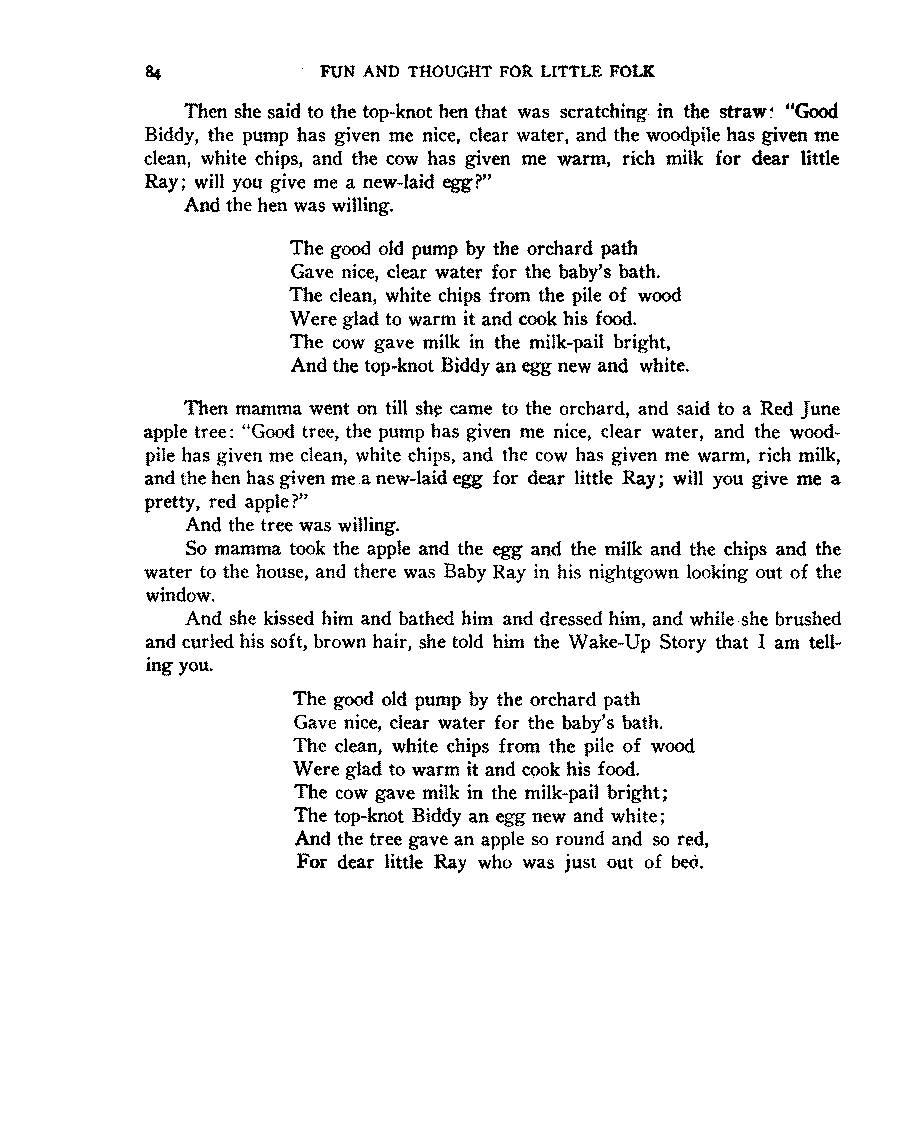 84 FUN AND THOUGHT FOR LITTLE FOLK
Then she said to the top-knot hen that was scratching in the straw: "Good
Biddy, the pump has given me nice, clear water, and the woodpile has given me
clean, white chips, and the cow has given me warm, rich milk for dear little
Ray; will you give me a new-laid egg?"
And the hen was willing.
The good old pump by the orchard path
Gave nice, clear water for the baby's bath.
The clean, white chips from the pile of wood
Were glad to warm it and cook his food.
The cow gave milk in the milk-pail bright,
And the top-knot Biddy an egg new and white.
Then mamma went on till she came to the orchard, and said to a Red June
apple tree: "Good tree, the pump has given me nice, clear water, and the wood-
pile has given me clean, white chips, and the cow has given me warm, rich milk,
and the hen has given me a new-laid egg for dear little Ray; will you give me a
pretty, red apple?"
And the tree was willing.
So mamma took the apple and the egg and the milk and the chips and the
water to the house, and there was Baby Ray in his nightgown looking out of the
window.
And she kissed him and bathed him and dressed him, and while she brushed
and curled his soft, brown hair, she told him the Wake-Up Story that I am tell-
ing you.
The good old pump by the orchard path
Gave nice, clear water for the baby's bath.
The clean, white chips from the pile of wood
Were glad to warm it and cook his food.
The cow gave milk in the milk-pail bright;
The top-knot Biddy an egg new and white;
And the tree gave an apple so round and so red,
For dear little Ray who was just out of bed.